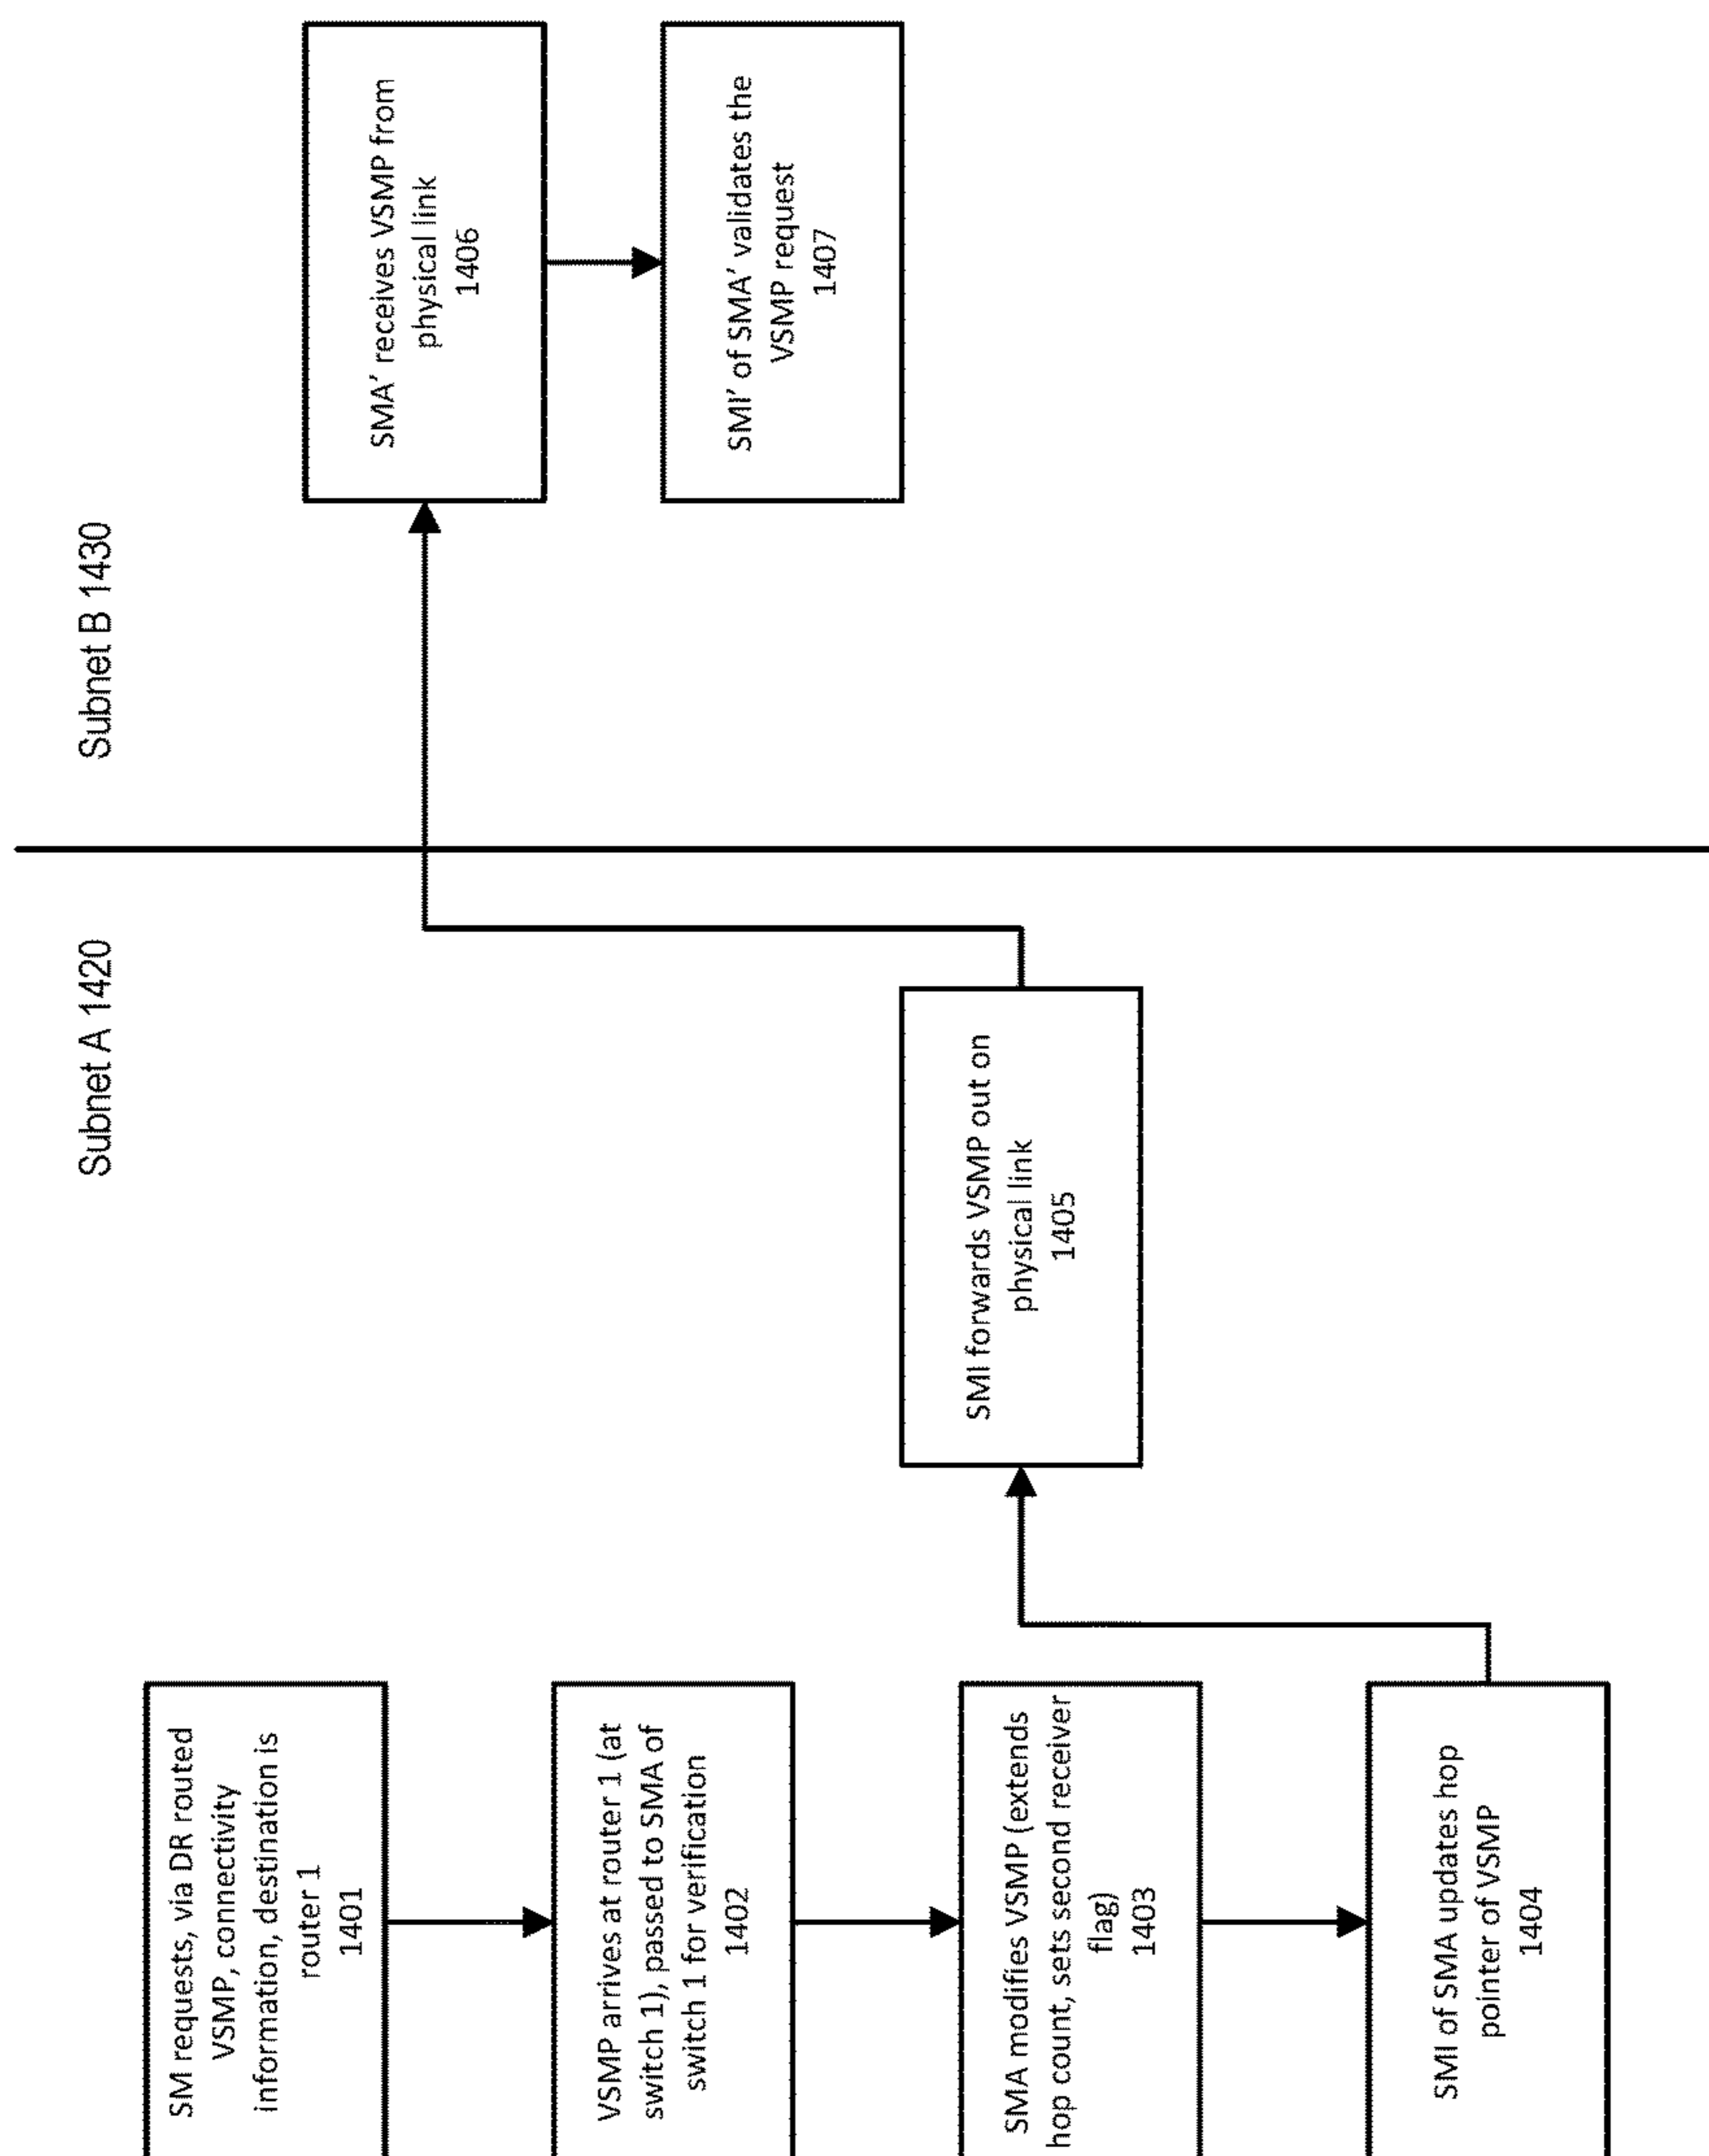 Subnet A 1420
Subnet B 1430
SM requests, via DR routed
VSMP, connectivity
information, destination is
router 1
1401
VSMP arrives at router 1 (at
switch 1), passed to SMA of
switch 1 for verification
1402
SMA modifies VSMP (extends
hop count, sets second receiver
flag)
1403
SMI of SMA updates hop
pointer of VSMP
1404
SMI forwards VSMP out on
physical link
1405
SMA' receives VSMP from
physical link
1406
SMI' of SMA' validates the
VSMP request
1407